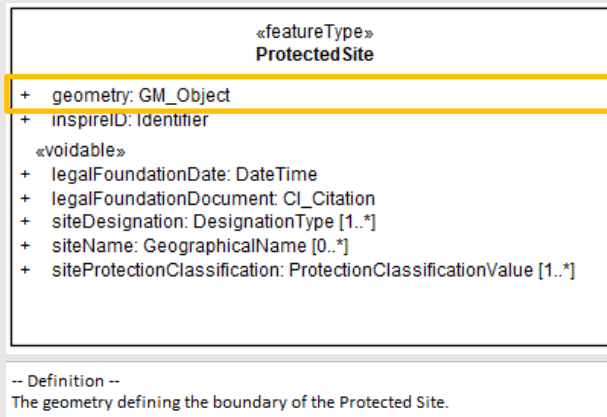 «featureType»
ProtectedSite
+ geometry: GM_Object
+ inspireID: Identifier
«voidable»
+ legalFoundationDate: DateTime
+ legalFoundationDocument: CI_Citation
+ siteDesignation: DesignationType [1..*]
+ siteName: GeographicalName [0..*]
+ siteProtectionClassification: ProtectionClassificationValue [1..*]
-- Definition --
The geometry defining the boundary of the Protected Site.